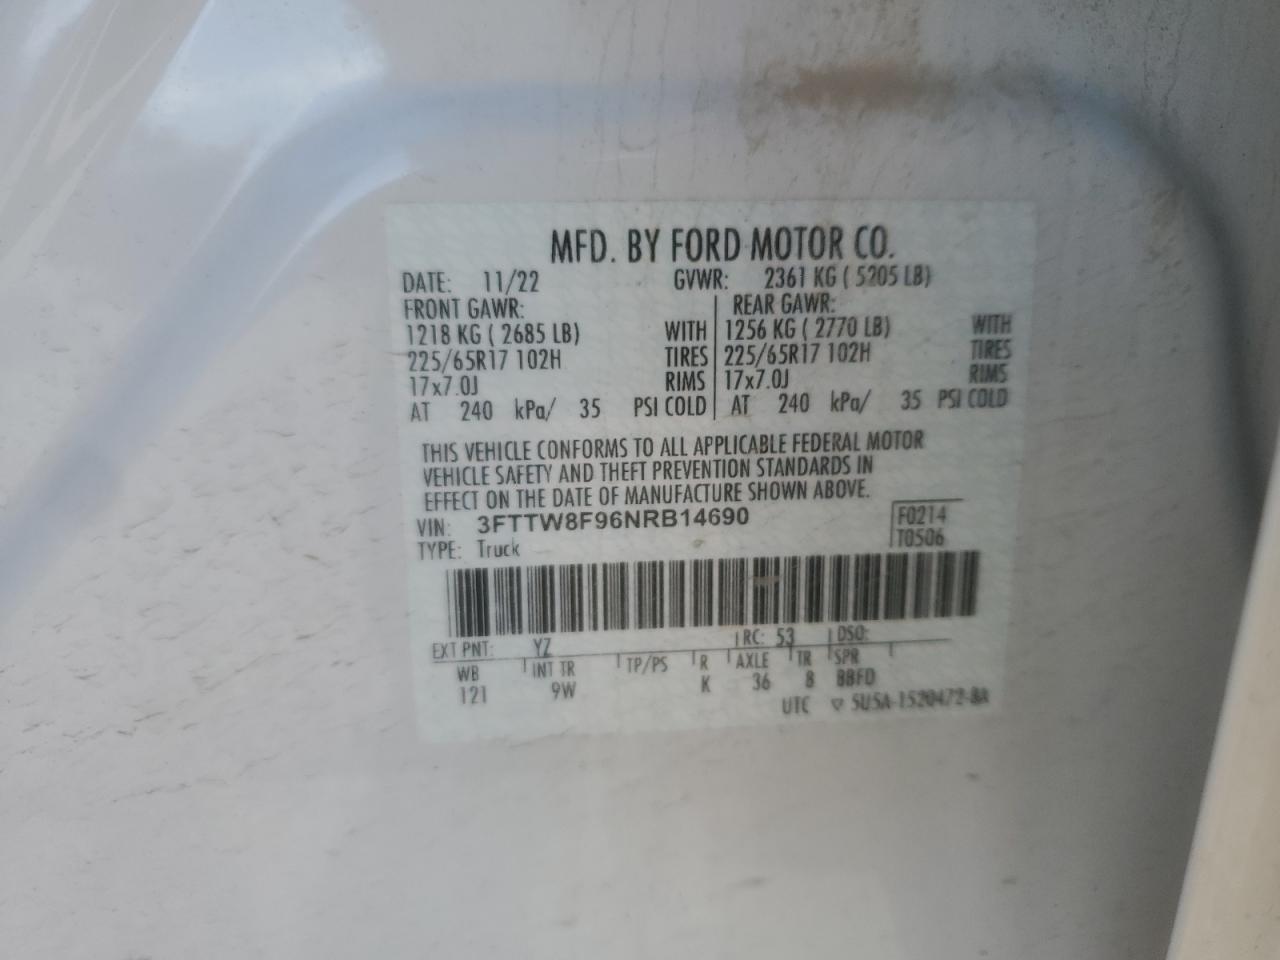 MFD. BY FORD MOTOR CO.
DATE: 11/22 GVWR: 2361 KG ( 5205 LB)
FRONT GAWR: REAR GAWR:
1218 KG ( 2685 LB) WITH 1256 KG ( 2770 LB) WITH
225/65R17 102H TIRES 225/65R17 102H TIRES
17x7.0J RIMS 17x7.0J RIMS
AT 240 kPa/ 35 PSI COLD AT 240 kPa/ 35 PSI COLD
THIS VEHICLE CONFORMS TO ALL APPLICABLE FEDERAL MOTOR
VEHICLE SAFETY AND THEFT PREVENTION STANDARDS IN
EFFECT ON THE DATE OF MANUFACTURE SHOWN ABOVE.
VIN: 3FTTW8F96NRB14690 F0214
TYPE: Truck T0506
EXT PNT: YZ RC: 53 DSO:
WB INT TR TP/PS R AXLE TR SPR
121 9W K 36 8 BBFD
UTC ▽ 5U5A-1520472-BA